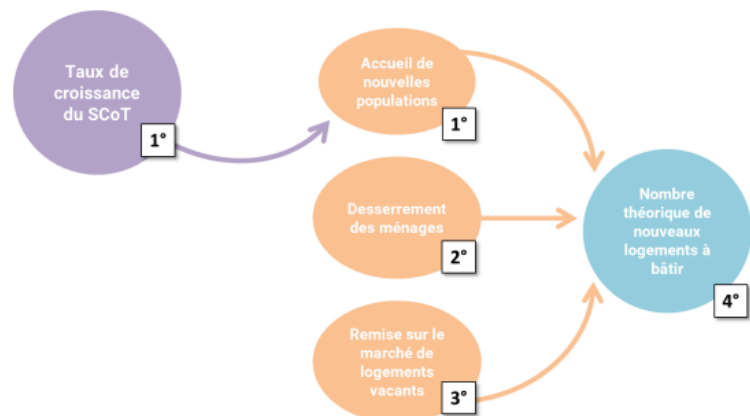 Taux de
croissance
du SCoT
1°
Accueil de
nouvelles
populations
1°
Desserrement
des ménages
2°
Remise sur le
marché de
logements
vacants
3°
Nombre
théorique de
nouveaux
logements à
bâtir
4°